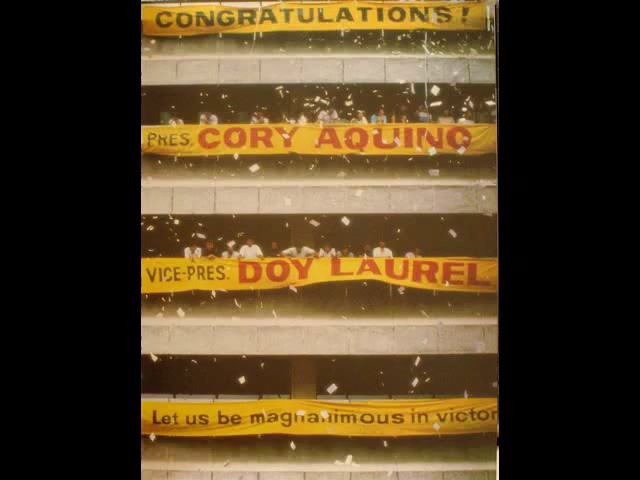 CONGRATULATIONS!
PRES. CORY AQUINO
VICE-PRES. DOY LAUREL
Let us be magnanimous in victor